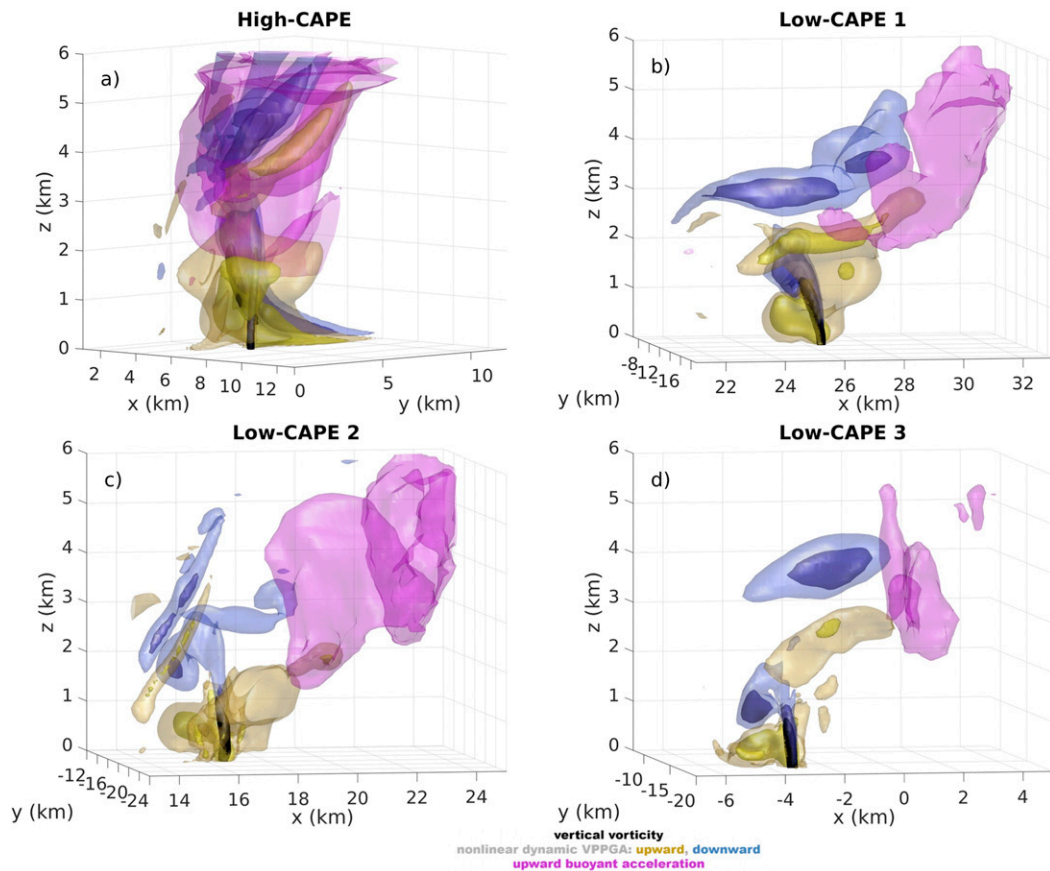 High-CAPE
a)
6
5
4
3
2
1
0
z (km)
2 4 6 8 10 12 0 5 10
x (km)
y (km)
Low-CAPE 1
b)
6
5
4
3
2
1
0
z (km)
-8
-12
-16
22 24 26 28 30 32
y (km)
x (km)
Low-CAPE 2
c)
6
5
4
3
2
1
0
z (km)
-12
-16
-20
-24
14 16 18 20 22 24
y (km)
x (km)
Low-CAPE 3
d)
6
5
4
3
2
1
0
z (km)
-10
-15
-20
-6 -4 -2 0 2 4
y (km)
x (km)
vertical vorticity
nonlinear dynamic VPPGA: upward, downward
upward buoyant acceleration